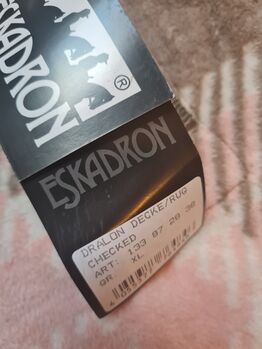 ESKADRON
®
ESKADRON
DRALON DECKE/RUG
CHECKED
ART: 133 87 20 30
GR: XL